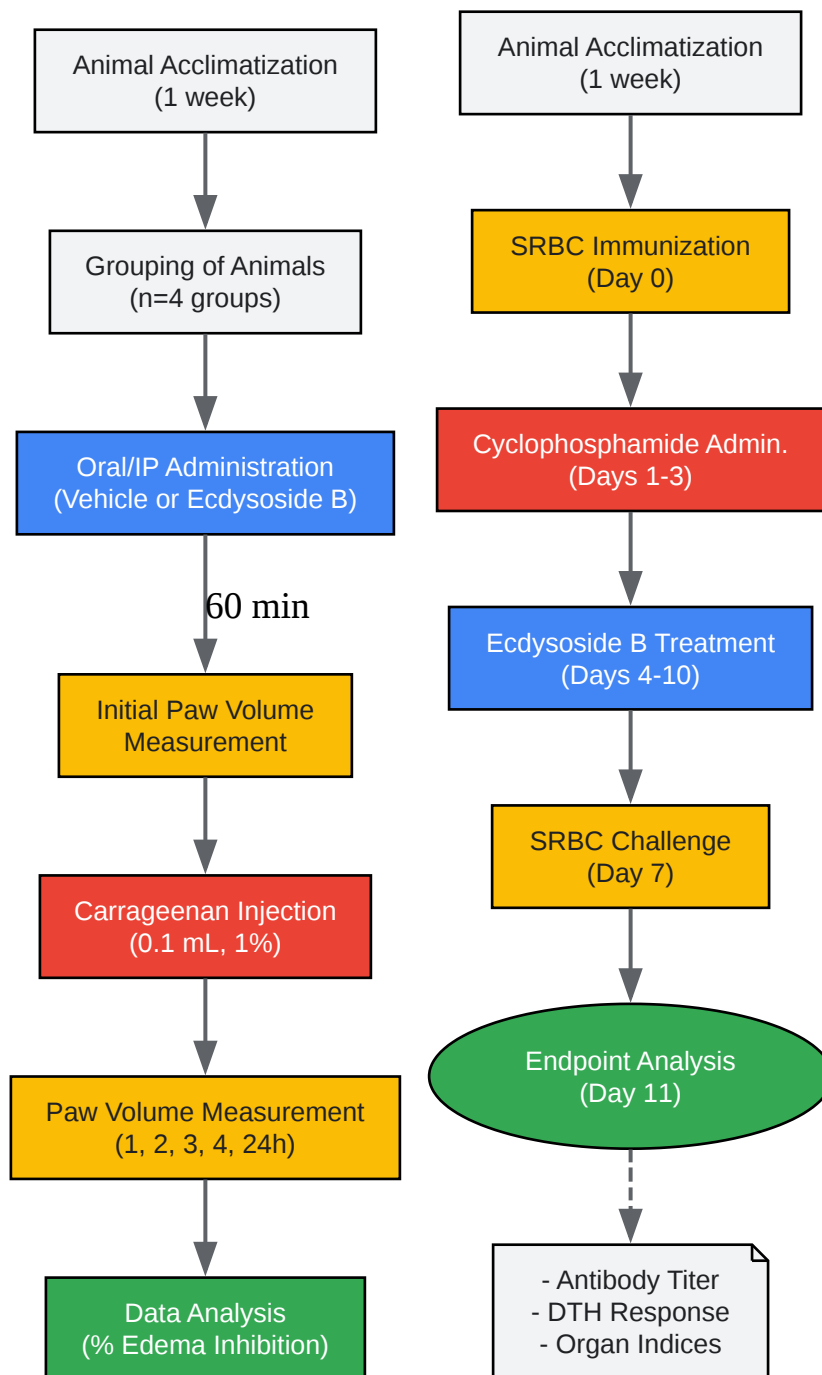 Animal Acclimatization
(1 week)
Grouping of Animals
(n=4 groups)
Oral/IP Administration
(Vehicle or Ecdysoside B)
60 min
Initial Paw Volume
Measurement
Carrageenan Injection
(0.1 mL, 1%)
Paw Volume Measurement
(1, 2, 3, 4, 24h)
Data Analysis
(% Edema Inhibition)
Animal Acclimatization
(1 week)
SRBC Immunization
(Day 0)
Cyclophosphamide Admin.
(Days 1-3)
Ecdysoside B Treatment
(Days 4-10)
SRBC Challenge
(Day 7)
Endpoint Analysis
(Day 11)
- Antibody Titer
- DTH Response
- Organ Indices